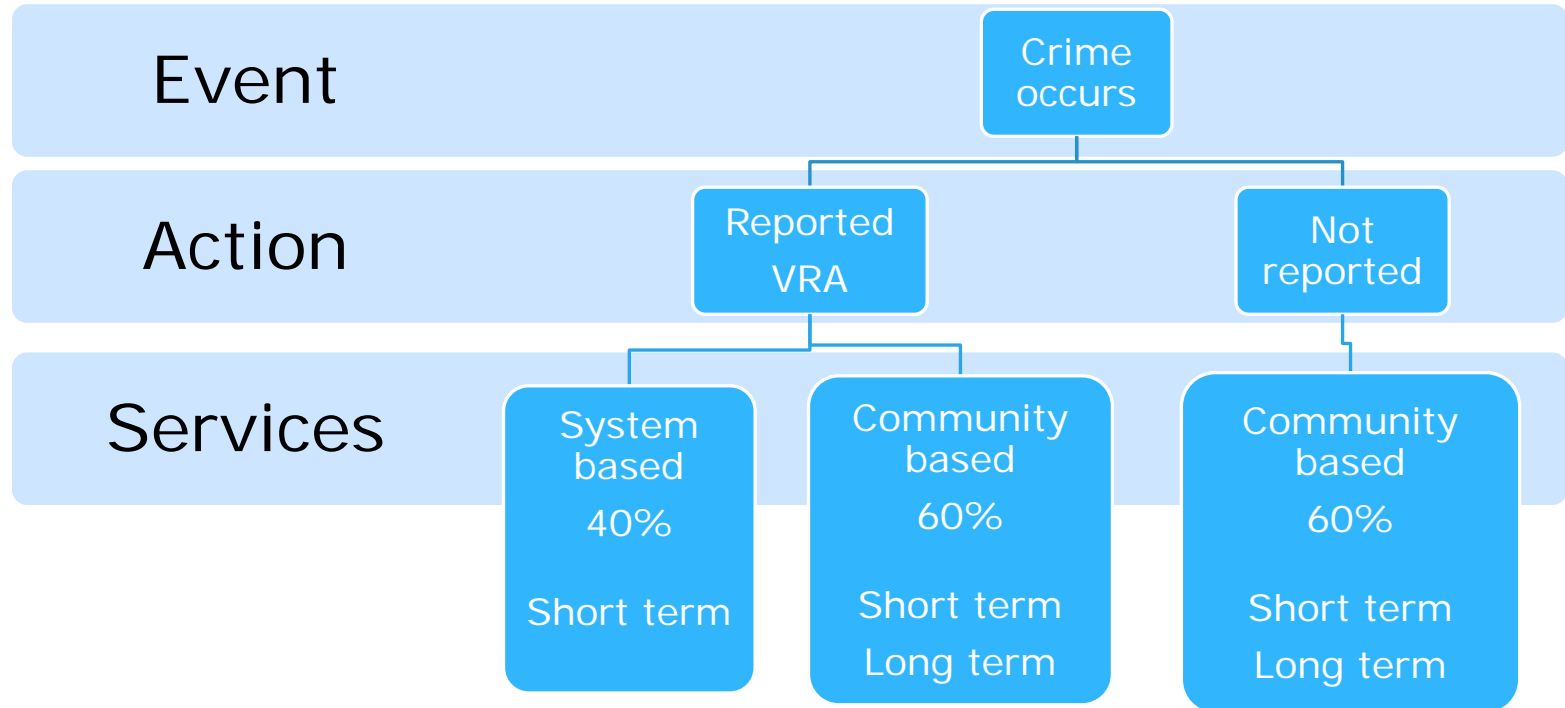 Event
Crime
occurs
Action
Reported
VRA
Not
reported
Services
System
based
40%
Short term
Community
based
60%
Short term
Long term
Community
based
60%
Short term
Long term